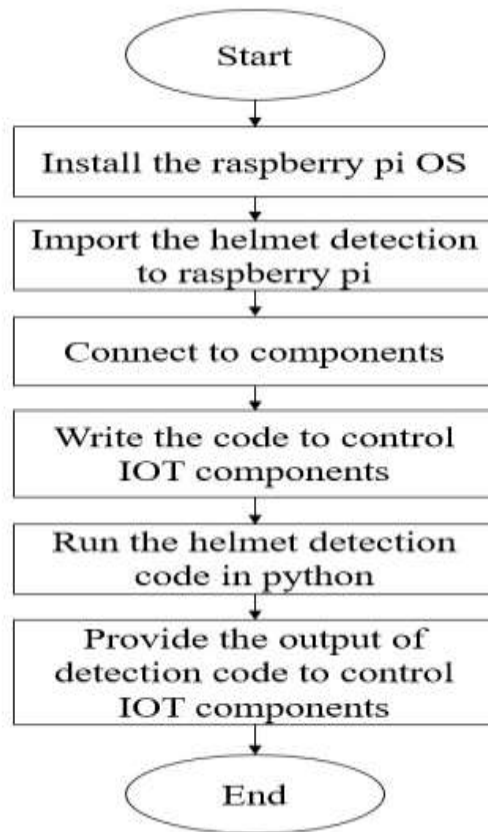 Start
Install the raspberry pi OS
Import the helmet detection
to raspberry pi
Connect to components
Write the code to control
IOT components
Run the helmet detection
code in python
Provide the output of
detection code to control
IOT components
End